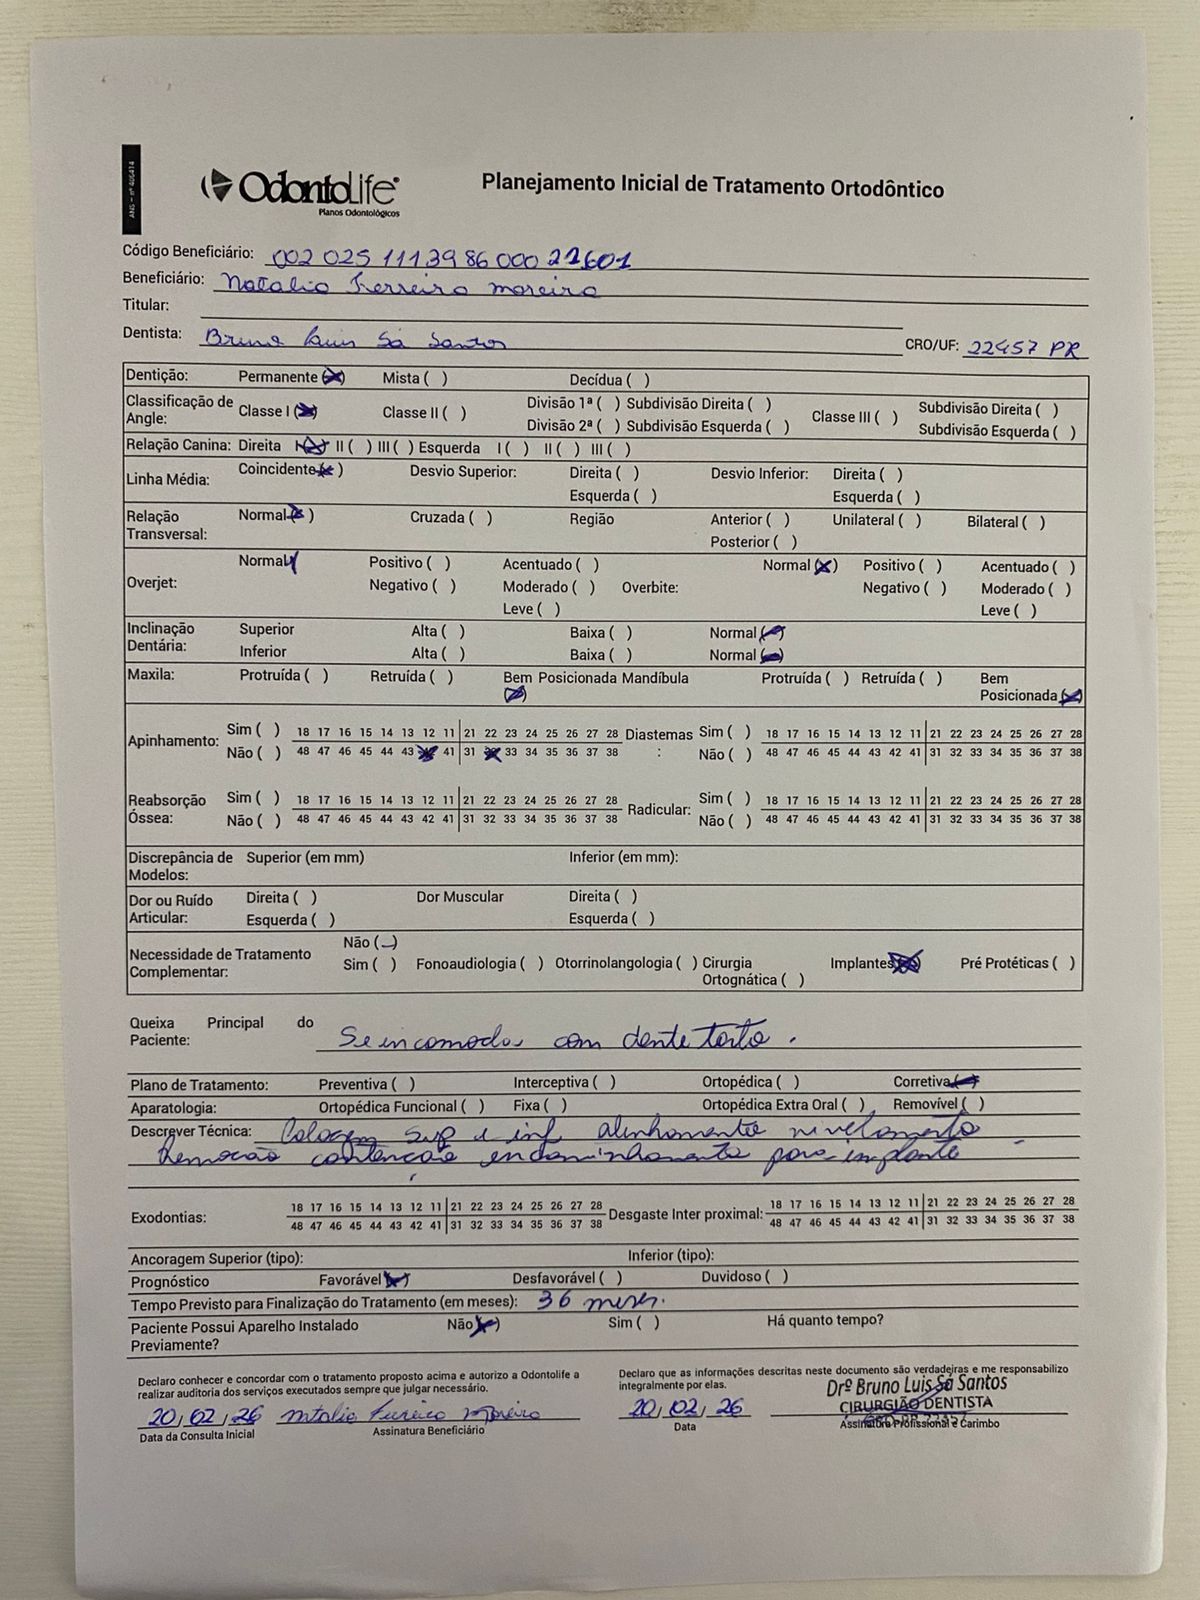 ANS - nº 406414
OdontoLife
Planos Odontológicos
Planejamento Inicial de Tratamento Ortodôntico
Código Beneficiário: 002 025 1113986000 21601
Beneficiário: Natalia Ferreira moreira
Titular:
Dentista: Bruno Luis Sá Santos CRO/UF: 22457 PR
Dentição: Permanente (X) Mista ( ) Decídua ( )
Classificação de Angle: Classe I (X) Classe II ( ) Divisão 1ª ( ) Subdivisão Direita ( ) Classe III ( ) Subdivisão Direita ( )
Divisão 2ª ( ) Subdivisão Esquerda ( ) Subdivisão Esquerda ( )
Relação Canina: Direita I (X) II ( ) III ( ) Esquerda I ( ) II ( ) III ( )
Linha Média: Coincidente (x) Desvio Superior: Direita ( ) Desvio Inferior: Direita ( )
Esquerda ( ) Esquerda ( )
Relação Transversal: Normal (x) Cruzada ( ) Região Anterior ( ) Unilateral ( ) Bilateral ( )
Posterior ( )
Overjet: Normal (x) Positivo ( ) Acentuado ( ) Overbite: Normal (x) Positivo ( ) Acentuado ( )
Negativo ( ) Moderado ( ) Negativo ( ) Moderado ( )
Leve ( ) Leve ( )
Inclinação Dentária: Superior Alta ( ) Baixa ( ) Normal (x)
Inferior Alta ( ) Baixa ( ) Normal (x)
Maxila: Protruída ( ) Retruída ( ) Bem Posicionada (x) Mandíbula Protruída ( ) Retruída ( ) Bem Posicionada (x)
Apinhamento: Sim ( ) 18 17 16 15 14 13 12 11 21 22 23 24 25 26 27 28 Diastemas : Sim ( ) 18 17 16 15 14 13 12 11 21 22 23 24 25 26 27 28
Não ( ) 48 47 46 45 44 43 41 31 33 34 35 36 37 38 Não ( ) 48 47 46 45 44 43 42 41 31 32 33 34 35 36 37 38
Reabsorção Óssea: Sim ( ) 18 17 16 15 14 13 12 11 21 22 23 24 25 26 27 28 Radicular: Sim ( ) 18 17 16 15 14 13 12 11 21 22 23 24 25 26 27 28
Não ( ) 48 47 46 45 44 43 42 41 31 32 33 34 35 36 37 38 Não ( ) 48 47 46 45 44 43 42 41 31 32 33 34 35 36 37 38
Discrepância de Modelos: Superior (em mm) Inferior (em mm):
Dor ou Ruído Articular: Direita ( ) Dor Muscular Direita ( )
Esquerda ( ) Esquerda ( )
Necessidade de Tratamento Complementar: Não (-)
Sim ( ) Fonoaudiologia ( ) Otorrinolangologia ( ) Cirurgia Ortognática ( ) Implantes (x) Pré Protéticas ( )
Queixa Principal do Paciente: Se incomoda com dente torto.
Plano de Tratamento: Preventiva ( ) Interceptiva ( ) Ortopédica ( ) Corretiva (x)
Aparatologia: Ortopédica Funcional ( ) Fixa ( ) Ortopédica Extra Oral ( ) Removível ( )
Descrever Técnica: Colagem sup e inf alinhamento nivelamento
Remocão contencão encaminhamento para implante
Exodontias: 18 17 16 15 14 13 12 11 21 22 23 24 25 26 27 28 Desgaste Inter proximal: 18 17 16 15 14 13 12 11 21 22 23 24 25 26 27 28
48 47 46 45 44 43 42 41 31 32 33 34 35 36 37 38 48 47 46 45 44 43 42 41 31 32 33 34 35 36 37 38
Ancoragem Superior (tipo): Inferior (tipo):
Prognóstico Favorável (x) Desfavorável ( ) Duvidoso ( )
Tempo Previsto para Finalização do Tratamento (em meses): 36 meses.
Paciente Possui Aparelho Instalado Previamente? Não (x) Sim ( ) Há quanto tempo?
Declaro conhecer e concordar com o tratamento proposto acima e autorizo a Odontolife a
realizar auditoria dos serviços executados sempre que julgar necessário.
Declaro que as informações descritas neste documento são verdadeiras e me responsabilizo
integralmente por elas.
20/02/26 Natalia Ferreira Moreira
Data da Consulta Inicial Assinatura Beneficiário
20/02/26
Data
Drº Bruno Luis Sá Santos
CIRURGIÃO DENTISTA
CRO-PR 22457
Assinatura Profissional e Carimbo